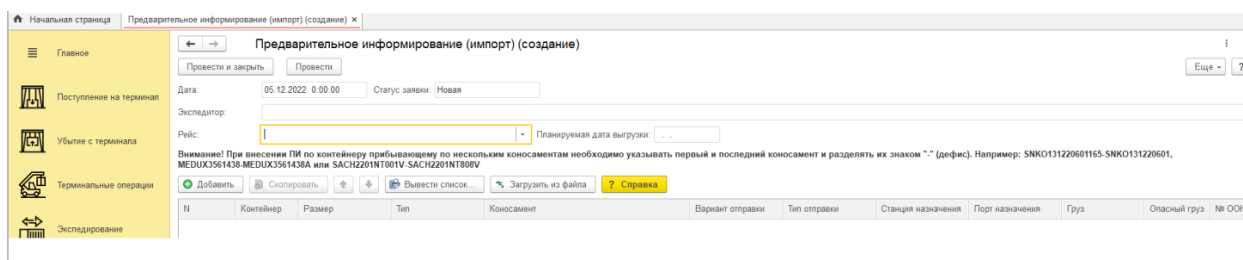 Начальная страница Предварительное информирование (импорт) (создание) ×
Главное
Предварительное информирование (импорт) (создание)
Провести и закрыть Провести Еще ?
Поступление на терминал
Дата: 05.12.2022 0:00:00 Статус заявки: Новая
Экспедитор:
Убытие с терминала
Рейс: Планируемая дата выгрузки: . .
Внимание! При внесении ПИ по контейнеру прибывающему по нескольким коносаментам необходимо указывать первый и последний коносамент и разделять их знаком "-" (дефис). Например: SNKO131220601165-SNKO131220601,
MEDUX3561438-MEDUX3561438A или SACH2201NT001V-SACH2201NT808V
Терминальные операции
Добавить Скопировать Вывести список... Загрузить из файла ? Справка
N Контейнер Размер Тип Коносамент Вариант отправки Тип отправки Станция назначения Порт назначения Груз Опасный груз № ООН
Экспедирование